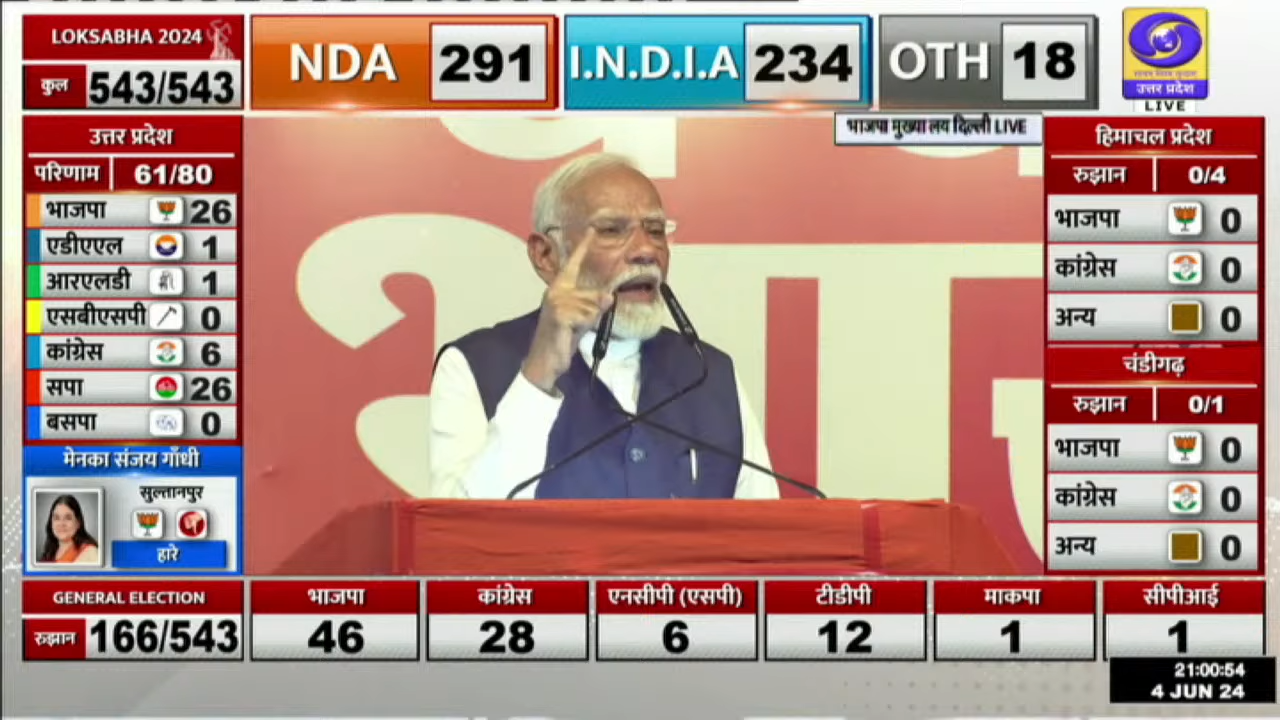 LOKSABHA 2024
कुल 543/543
NDA 291
I.N.D.I.A 234
OTH 18
उत्तर प्रदेश
LIVE
भाजपा मुख्यालय दिल्ली LIVE
उत्तर प्रदेश
परिणाम 61/80
भाजपा 26
एडीएएल 1
आरएलडी 1
एसबीएसपी 0
कांग्रेस 6
सपा 26
बसपा 0
मेनका संजय गाँधी
सुल्तानपुर
हारे
हिमाचल प्रदेश
रुझान 0/4
भाजपा 0
कांग्रेस 0
अन्य 0
चंडीगढ़
रुझान 0/1
भाजपा 0
कांग्रेस 0
अन्य 0
GENERAL ELECTION
रुझान 166/543
भाजपा 46
कांग्रेस 28
एनसीपी (एसपी) 6
टीडीपी 12
माकपा 1
सीपीआई 1
21:00:54
4 JUN 24